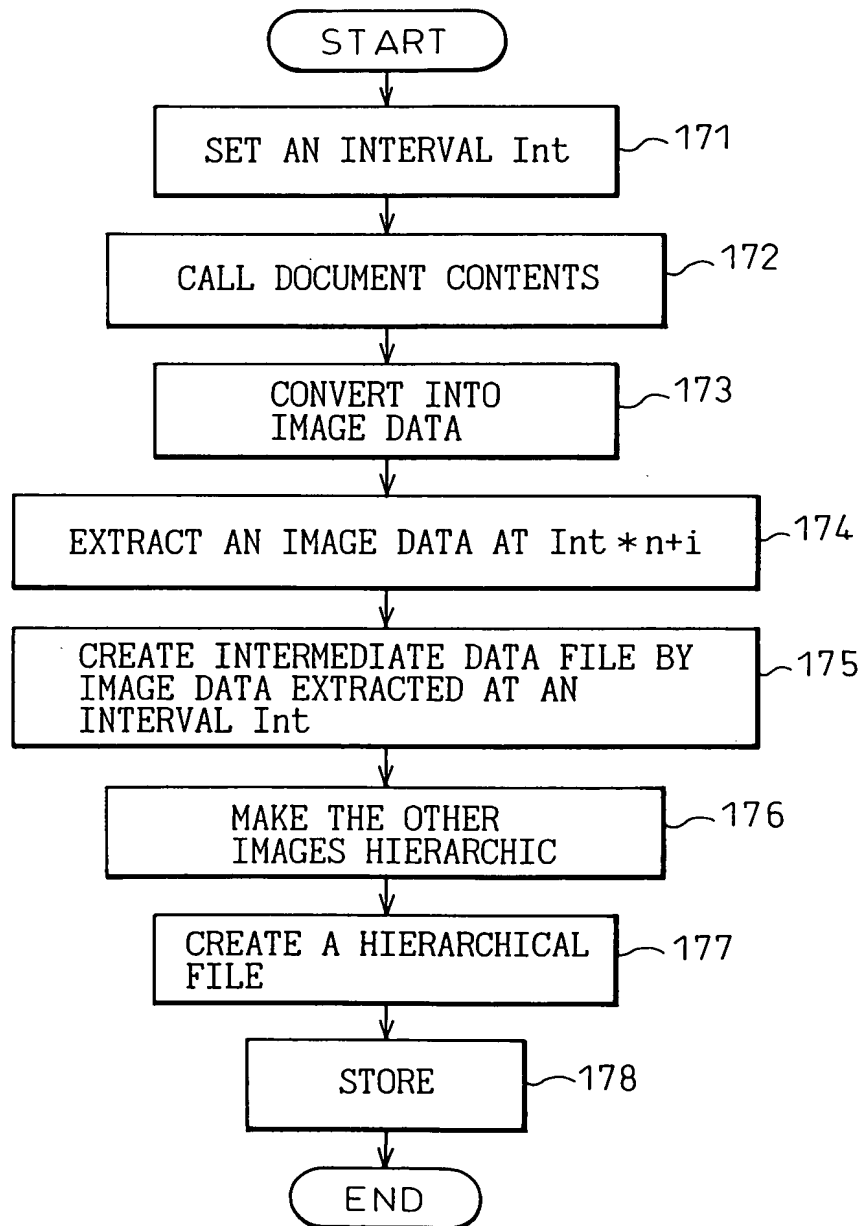 START
SET AN INTERVAL Int
171
CALL DOCUMENT CONTENTS
172
CONVERT INTO
IMAGE DATA
173
EXTRACT AN IMAGE DATA AT Int * n+i
174
CREATE INTERMEDIATE DATA FILE BY
IMAGE DATA EXTRACTED AT AN
INTERVAL Int
175
MAKE THE OTHER
IMAGES HIERARCHIC
176
CREATE A HIERARCHICAL
FILE
177
STORE
178
END